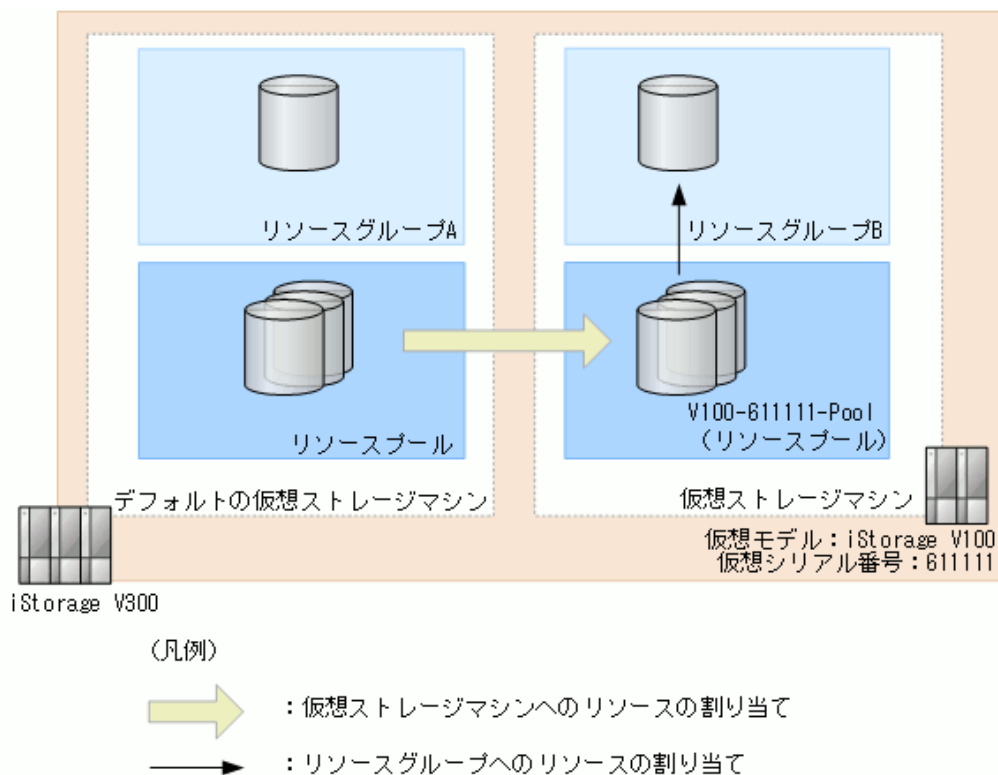 リソースグループA
リソースグループB
リソースプール
V100-611111-Pool
(リソースプール)
デフォルトの仮想ストレージマシン
仮想ストレージマシン
仮想モデル:iStorage V100
仮想シリアル番号:611111
iStorage V300
(凡例)
:仮想ストレージマシンへのリソースの割り当て
:リソースグループへのリソースの割り当て